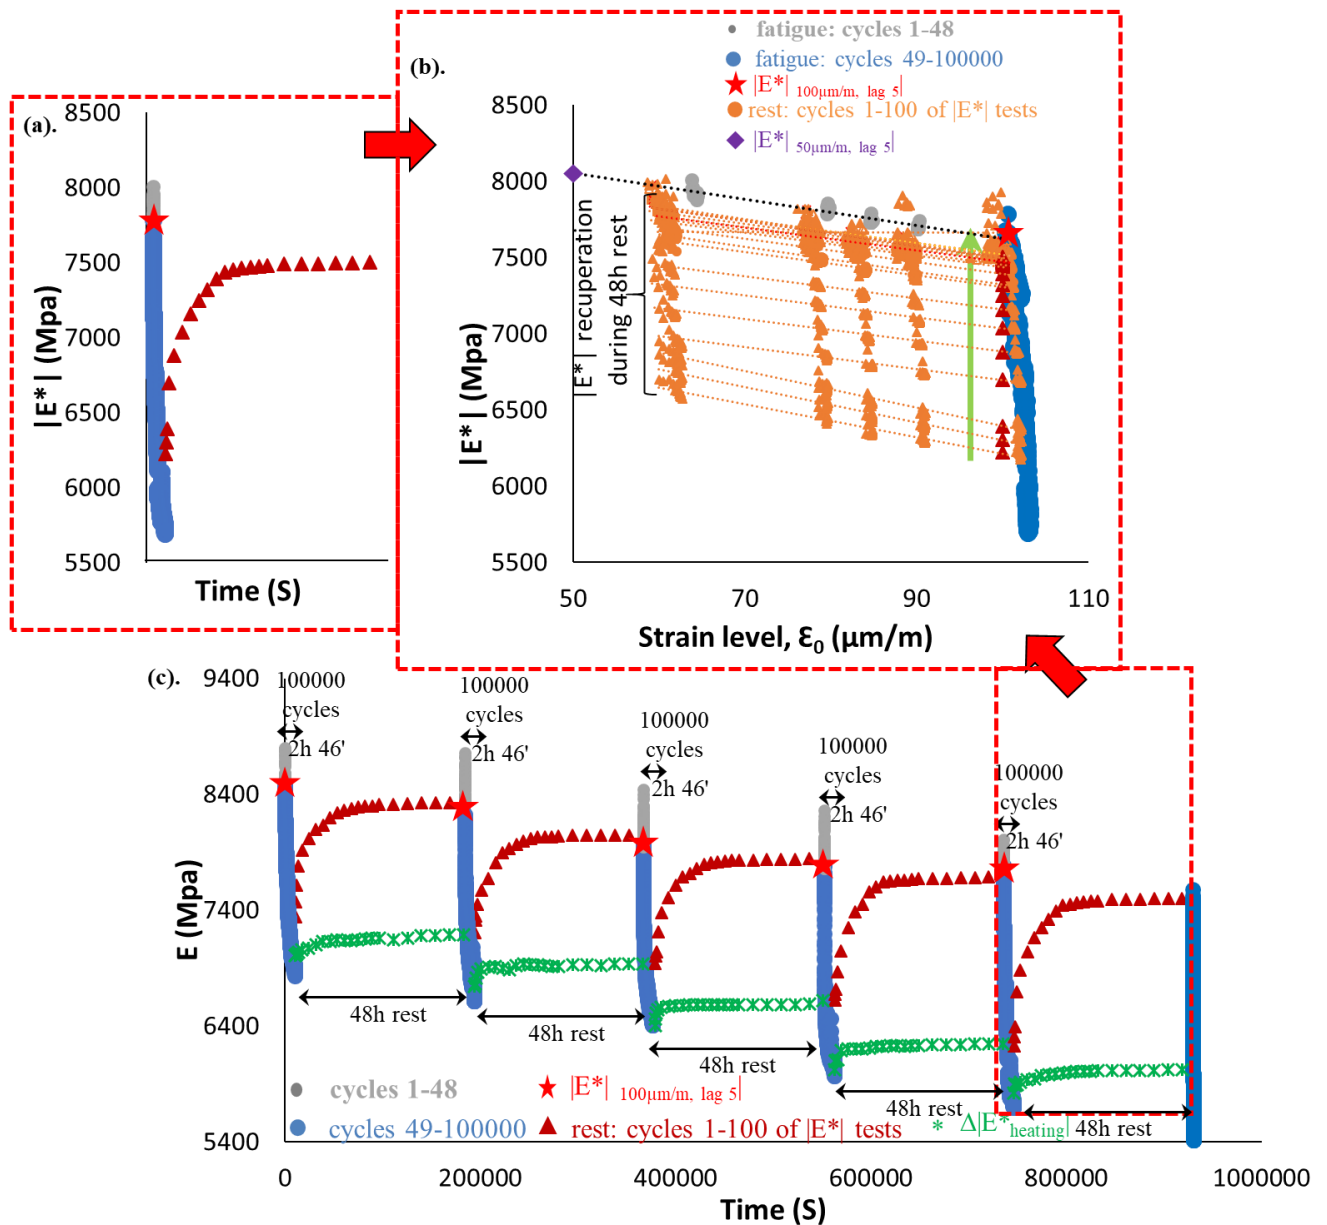 (a).
8500
8000
7500
7000
6500
6000
5500
|E*| (Mpa)
Time (S)
(b).
fatigue: cycles 1-48
fatigue: cycles 49-100000
|E*| 100μm/m, lag 5|
rest: cycles 1-100 of |E*| tests
|E*| 50μm/m, lag 5|
8500
8000
7500
7000
6500
6000
5500
|E*| (Mpa)
|E*| recuperation
during 48h rest
50
70
90
110
Strain level, Ɛ0 (μm/m)
(c).
9400
8400
7400
6400
5400
E (Mpa)
100000
cycles
2h 46'
100000
cycles
2h 46'
100000
cycles
2h 46'
100000
cycles
2h 46'
100000
cycles
2h 46'
48h rest
48h rest
48h rest
48h rest
48h rest
cycles 1-48
|E*| 100μm/m, lag 5|
cycles 49-100000
rest: cycles 1-100 of |E*| tests
* Δ|E*heating|
0
200000
400000
600000
800000
1000000
Time (S)